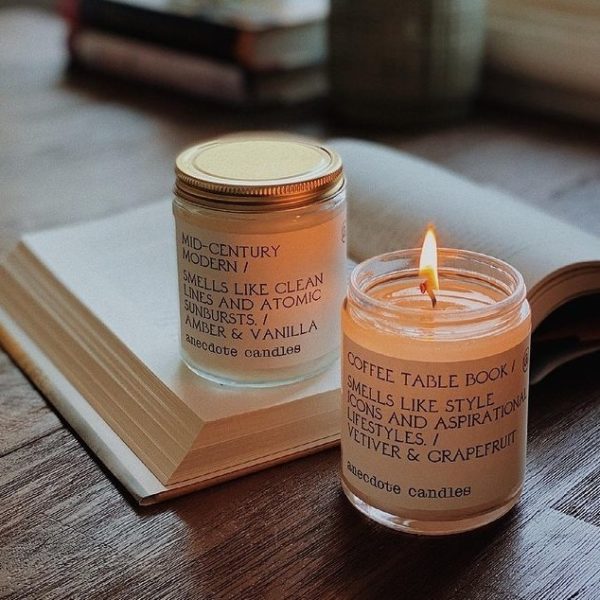 MID-CENTURY
MODERN /
SMELLS LIKE CLEAN
LINES AND ATOMIC
SUNBURSTS. /
AMBER & VANILLA
anecdote candles
COFFEE TABLE BOOK /
SMELLS LIKE STYLE
ICONS AND ASPIRATIONAL
LIFESTYLES. /
VETIVER & GRAPEFRUIT
anecdote candles